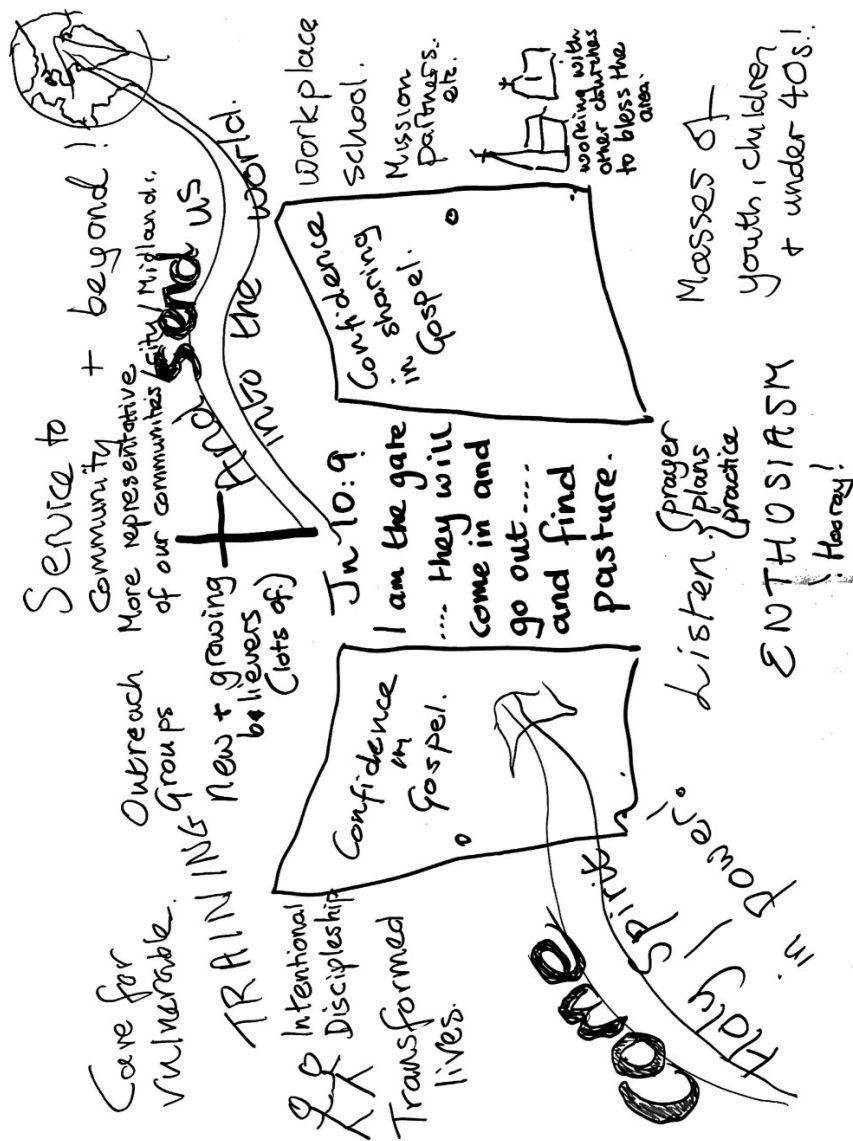 Care for
vulnerable.
Outreach
Groups
TRAINING
Service to
Community
+ beyond!
More representative
of our communities/City/Midlands.
New + growing
believers
(lots of.)
And send us
into the world.
Intentional
Discipleship
Transformed
lives.
Confidence
in
Gospel.
Jn 10:9
I am the gate
.... they will
come in and
go out ....
and find
pasture.
Confidence
in sharing
Gospel.
workplace
school.
Mission
partners..
etc.
working with
other churches
to bless the
area.
Come
Holy Spirit
in power.
Listen { prayer
plans
practice
ENTHUSIASM
! Hooray!
Masses of
youth, children
+ under 40s!!